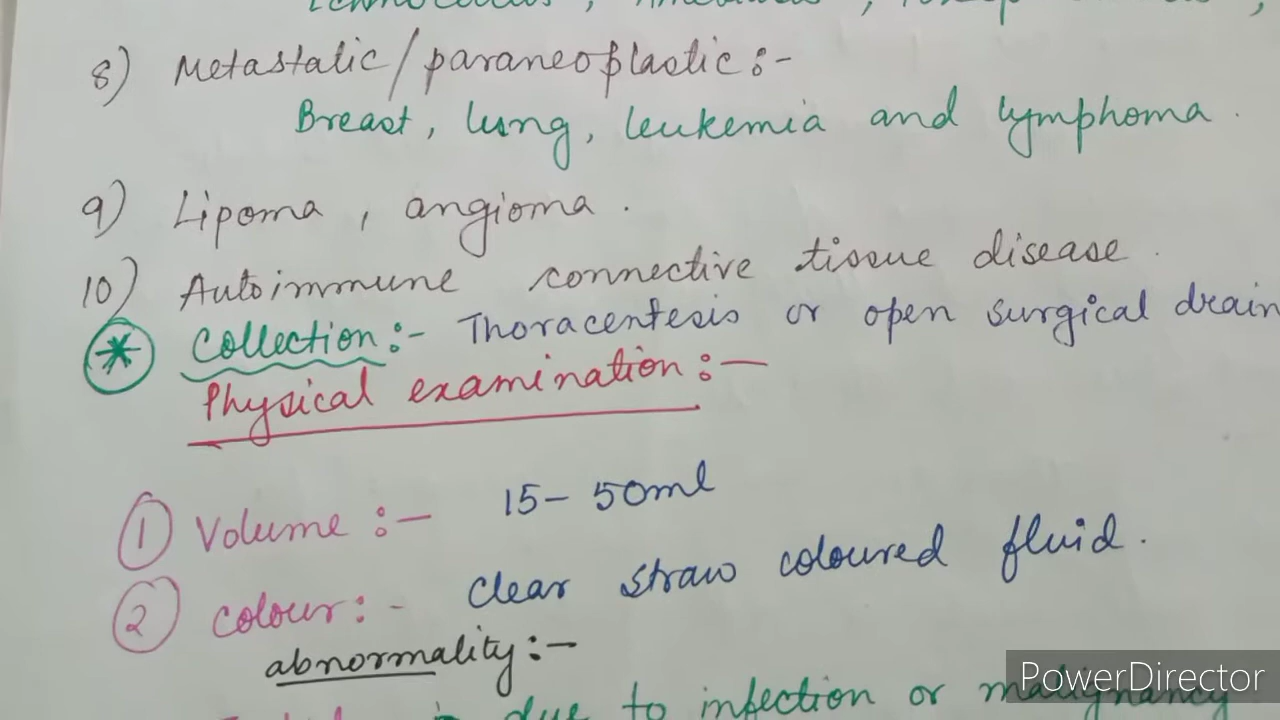 8) Metastatic/paraneoplastic:-
Breast, lung, leukemia and lymphoma.
9) Lipoma, angioma.
10) Autoimmune connective tissue disease.
* Collection:- Thoracentesis or open surgical drain
Physical examination:-
1 Volume:- 15-50ml
2 colour:- clear straw coloured fluid.
abnormality:-
is due to infection or malignancy
PowerDirector